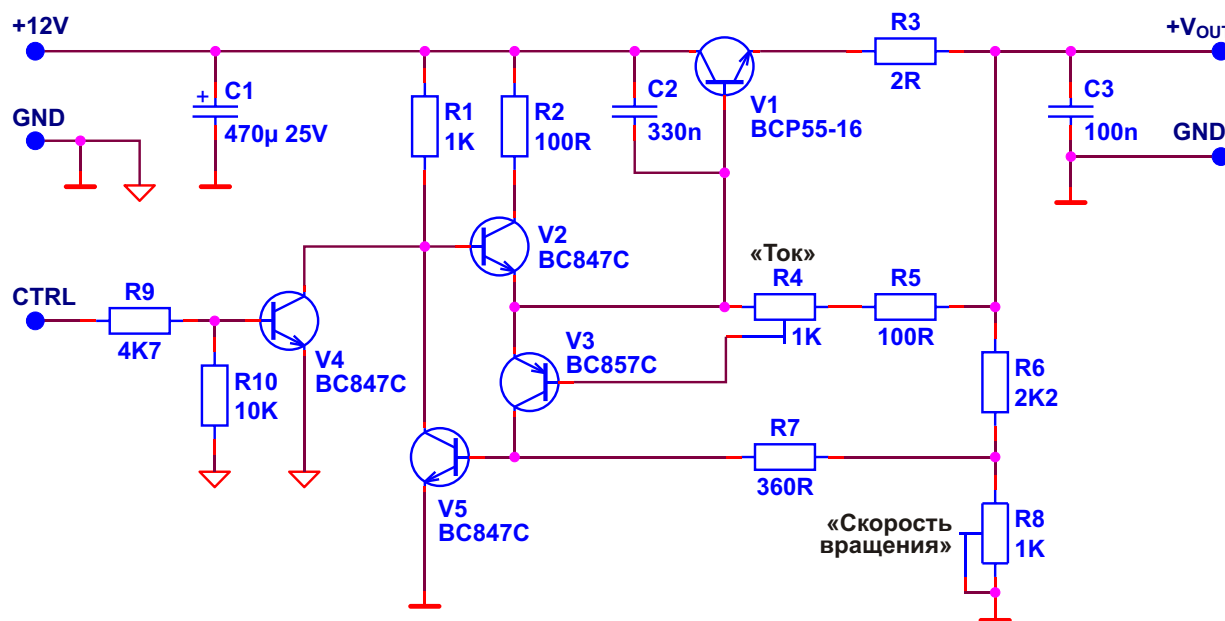 +12V
R3
+VOUT
C1
470µ 25V
R1
1K
R2
100R
C2
330n
V1
BCP55-16
2R
C3
100n
GND
GND
V2
BC847C
«Ток»
R4
1K
R5
100R
CTRL
R9
4K7
V4
BC847C
V3
BC857C
R6
2K2
R10
10K
R7
360R
V5
BC847C
«Скорость
вращения»
R8
1K